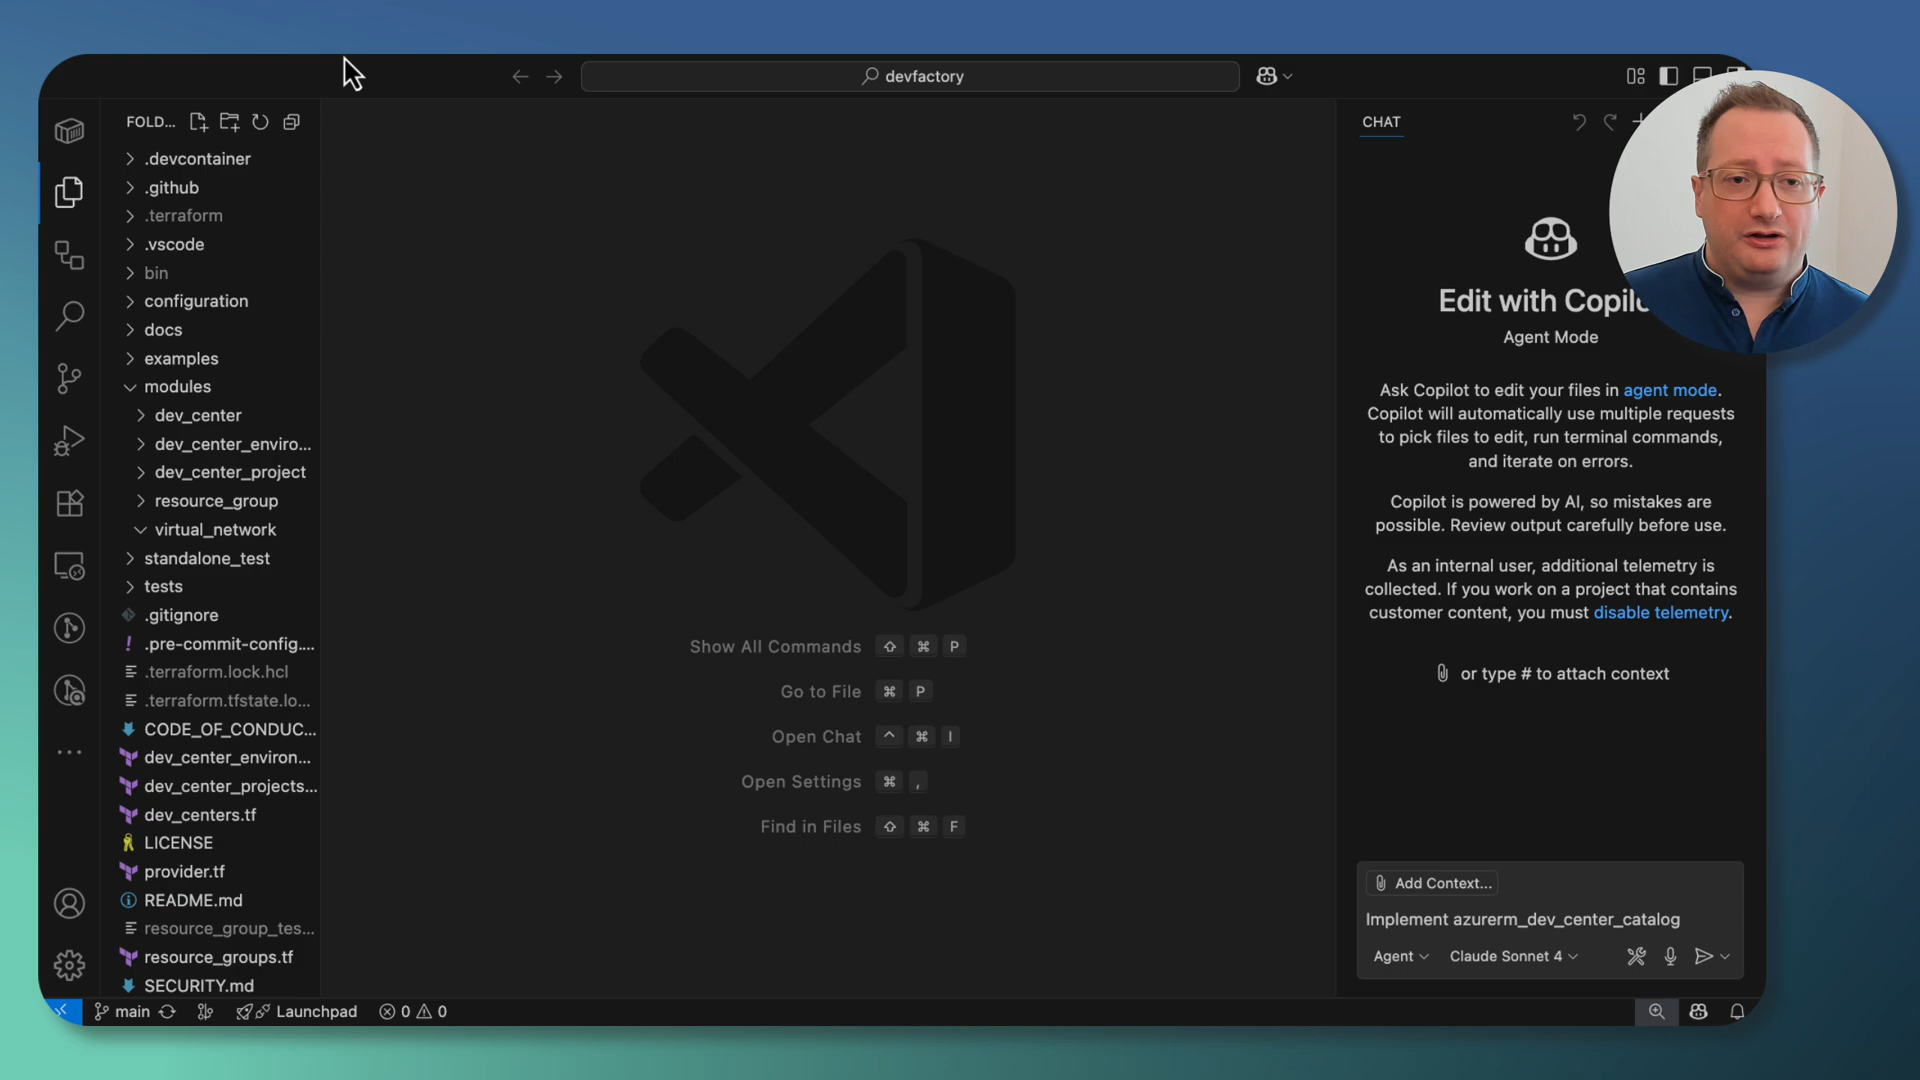 devfactory
FOLD...
.devcontainer
.github
.terraform
.vscode
bin
configuration
docs
examples
modules
dev_center
dev_center_enviro...
dev_center_project
resource_group
virtual_network
standalone_test
tests
.gitignore
.pre-commit-config....
.terraform.lock.hcl
.terraform.tfstate.lo...
CODE_OF_CONDUC...
dev_center_environ...
dev_center_projects...
dev_centers.tf
LICENSE
provider.tf
README.md
resource_group_tes...
resource_groups.tf
SECURITY.md
Show All Commands ⇧ ⌘ P
Go to File ⌘ P
Open Chat ^ ⌘ I
Open Settings ⌘ ,
Find in Files ⇧ ⌘ F
CHAT
Edit with Copilo
Agent Mode
Ask Copilot to edit your files in agent mode.
Copilot will automatically use multiple requests
to pick files to edit, run terminal commands,
and iterate on errors.
Copilot is powered by AI, so mistakes are
possible. Review output carefully before use.
As an internal user, additional telemetry is
collected. If you work on a project that contains
customer content, you must disable telemetry.
or type # to attach context
Add Context...
Implement azurerm_dev_center_catalog
Agent Claude Sonnet 4
main Launchpad 0 0